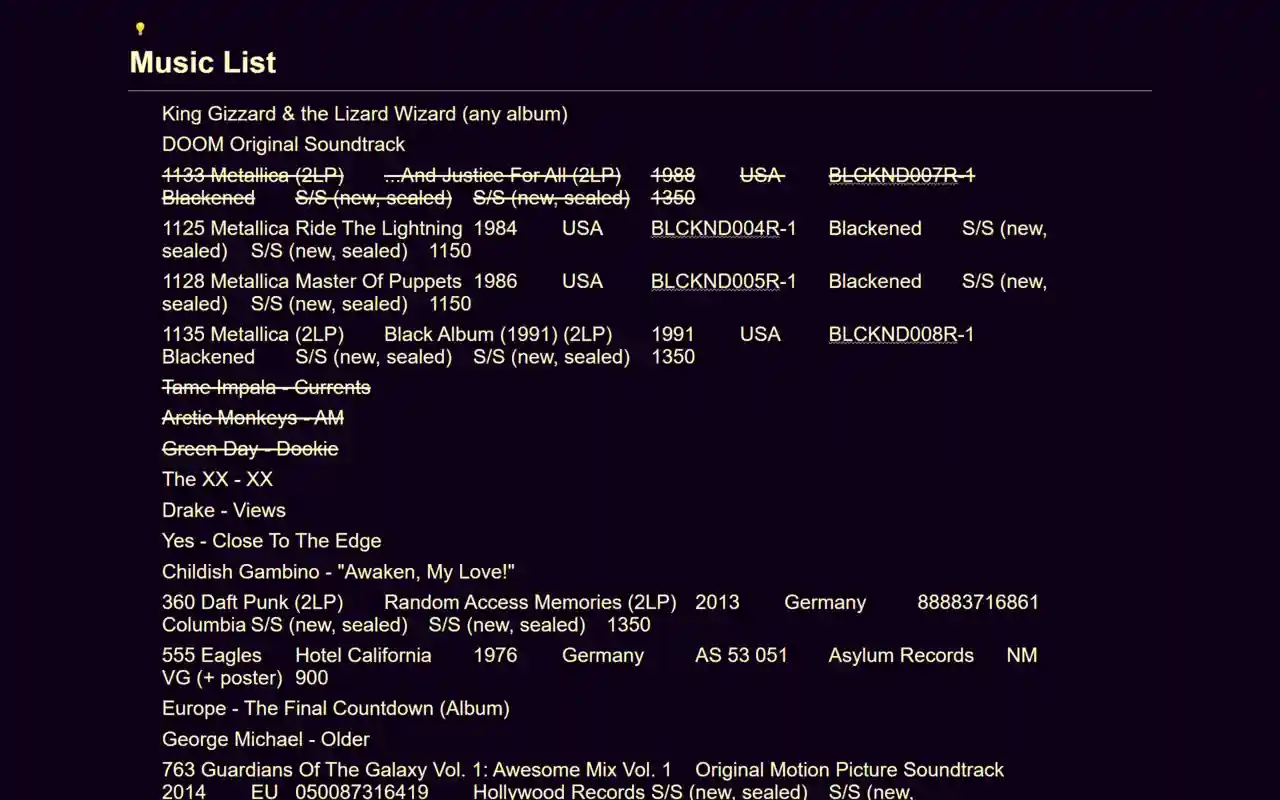 Music List
King Gizzard & the Lizard Wizard (any album)
DOOM Original Soundtrack
1133 Metallica (2LP) ...And Justice For All (2LP) 1988 USA BLCKND007R-1
Blackened S/S (new, sealed) S/S (new, sealed) 1350
1125 Metallica Ride The Lightning 1984 USA BLCKND004R-1 Blackened S/S (new,
sealed) S/S (new, sealed) 1150
1128 Metallica Master Of Puppets 1986 USA BLCKND005R-1 Blackened S/S (new,
sealed) S/S (new, sealed) 1150
1135 Metallica (2LP) Black Album (1991) (2LP) 1991 USA BLCKND008R-1
Blackened S/S (new, sealed) S/S (new, sealed) 1350
Tame Impala - Currents
Arctic Monkeys - AM
Green Day - Dookie
The XX - XX
Drake - Views
Yes - Close To The Edge
Childish Gambino - "Awaken, My Love!"
360 Daft Punk (2LP) Random Access Memories (2LP) 2013 Germany 88883716861
Columbia S/S (new, sealed) S/S (new, sealed) 1350
555 Eagles Hotel California 1976 Germany AS 53 051 Asylum Records NM
VG (+ poster) 900
Europe - The Final Countdown (Album)
George Michael - Older
763 Guardians Of The Galaxy Vol. 1: Awesome Mix Vol. 1 Original Motion Picture Soundtrack
2014 EU 050087316419 Hollywood Records S/S (new, sealed) S/S (new,